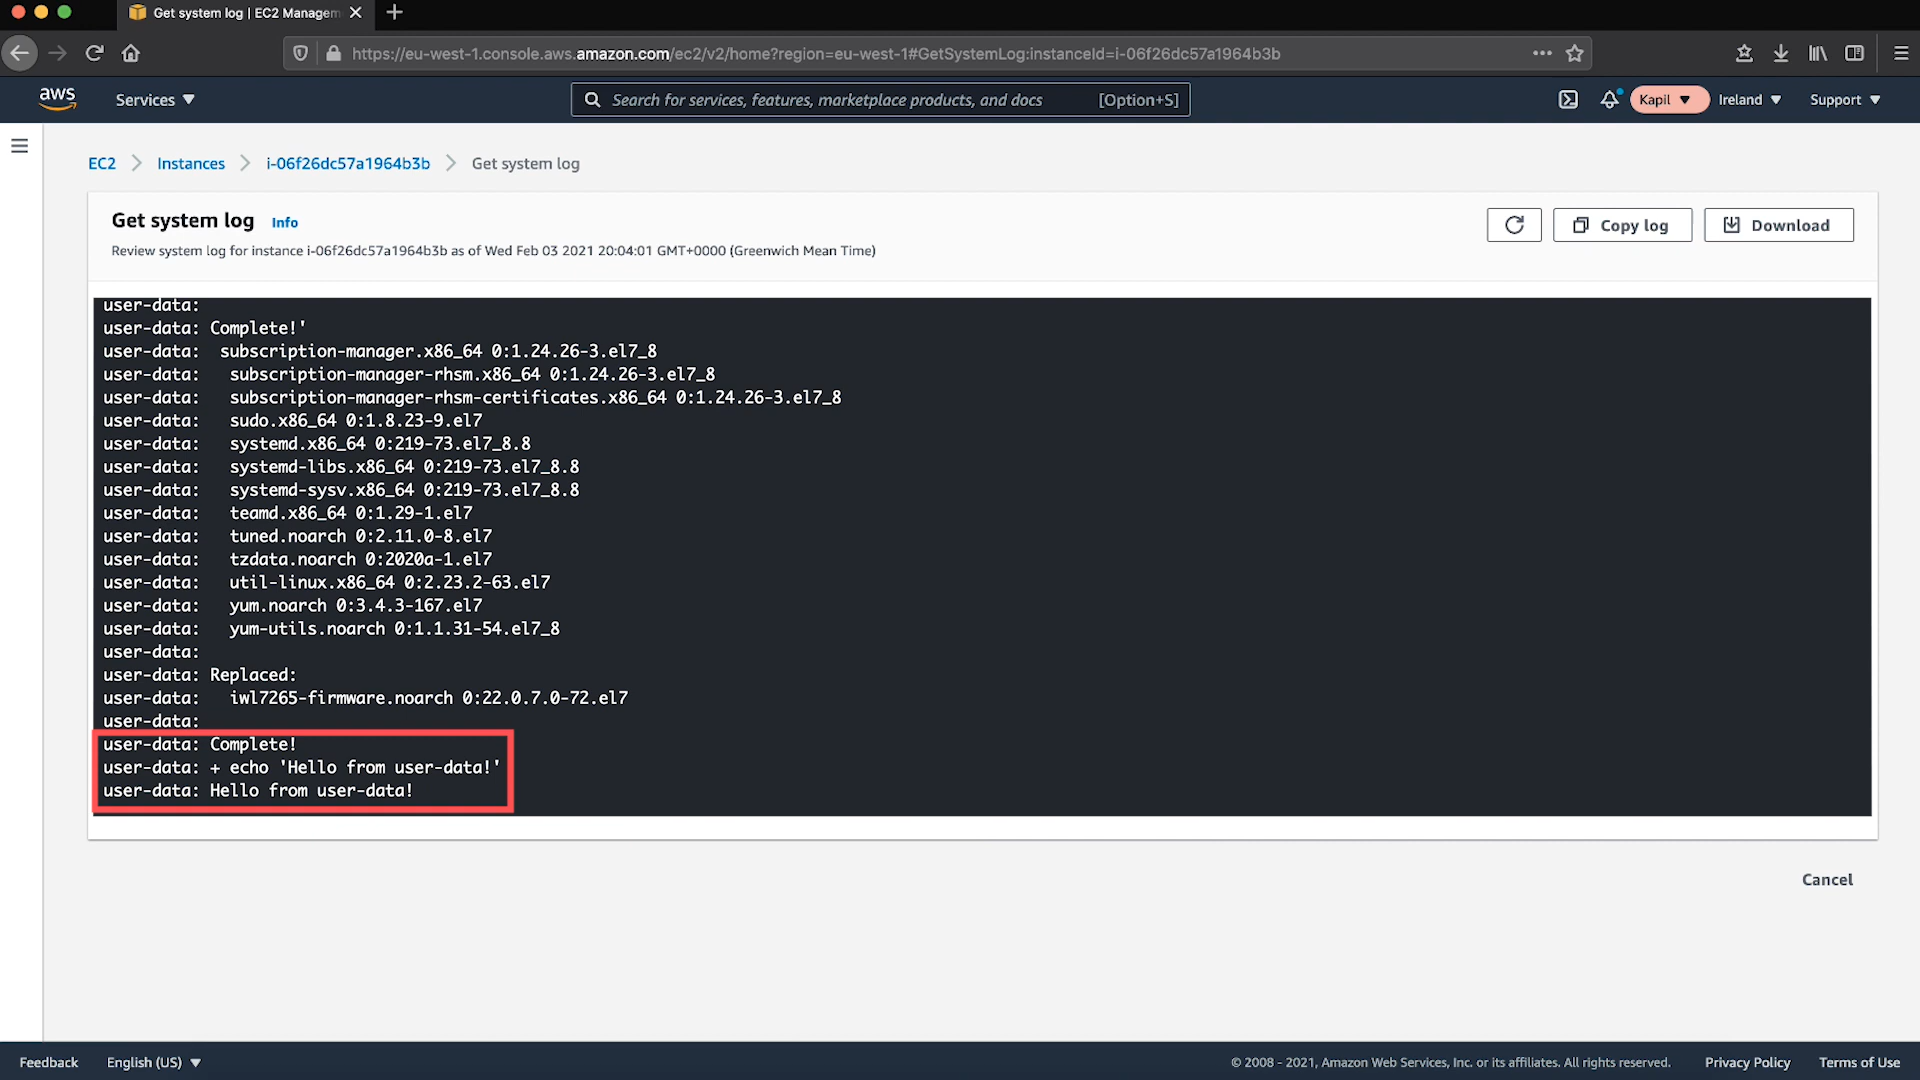 Get system log | EC2 Managem
https://eu-west-1.console.aws.amazon.com/ec2/v2/home?region=eu-west-1#GetSystemLog:instanceId=i-06f26dc57a1964b3b
aws
Services
Search for services, features, marketplace products, and docs
[Option+S]
Kapil
Ireland
Support
EC2
Instances
i-06f26dc57a1964b3b
Get system log
Get system log
Info
Review system log for instance i-06f26dc57a1964b3b as of Wed Feb 03 2021 20:04:01 GMT+0000 (Greenwich Mean Time)
Copy log
Download
user-data:
user-data: Complete!'
user-data:  subscription-manager.x86_64 0:1.24.26-3.el7_8
user-data:   subscription-manager-rhsm.x86_64 0:1.24.26-3.el7_8
user-data:   subscription-manager-rhsm-certificates.x86_64 0:1.24.26-3.el7_8
user-data:   sudo.x86_64 0:1.8.23-9.el7
user-data:   systemd.x86_64 0:219-73.el7_8.8
user-data:   systemd-libs.x86_64 0:219-73.el7_8.8
user-data:   systemd-sysv.x86_64 0:219-73.el7_8.8
user-data:   teamd.x86_64 0:1.29-1.el7
user-data:   tuned.noarch 0:2.11.0-8.el7
user-data:   tzdata.noarch 0:2020a-1.el7
user-data:   util-linux.x86_64 0:2.23.2-63.el7
user-data:   yum.noarch 0:3.4.3-167.el7
user-data:   yum-utils.noarch 0:1.1.31-54.el7_8
user-data:
user-data: Replaced:
user-data:   iwl7265-firmware.noarch 0:22.0.7.0-72.el7
user-data:
user-data: Complete!
user-data: + echo 'Hello from user-data!'
user-data: Hello from user-data!
Cancel
Feedback
English (US)
© 2008 - 2021, Amazon Web Services, Inc. or its affiliates. All rights reserved.
Privacy Policy
Terms of Use